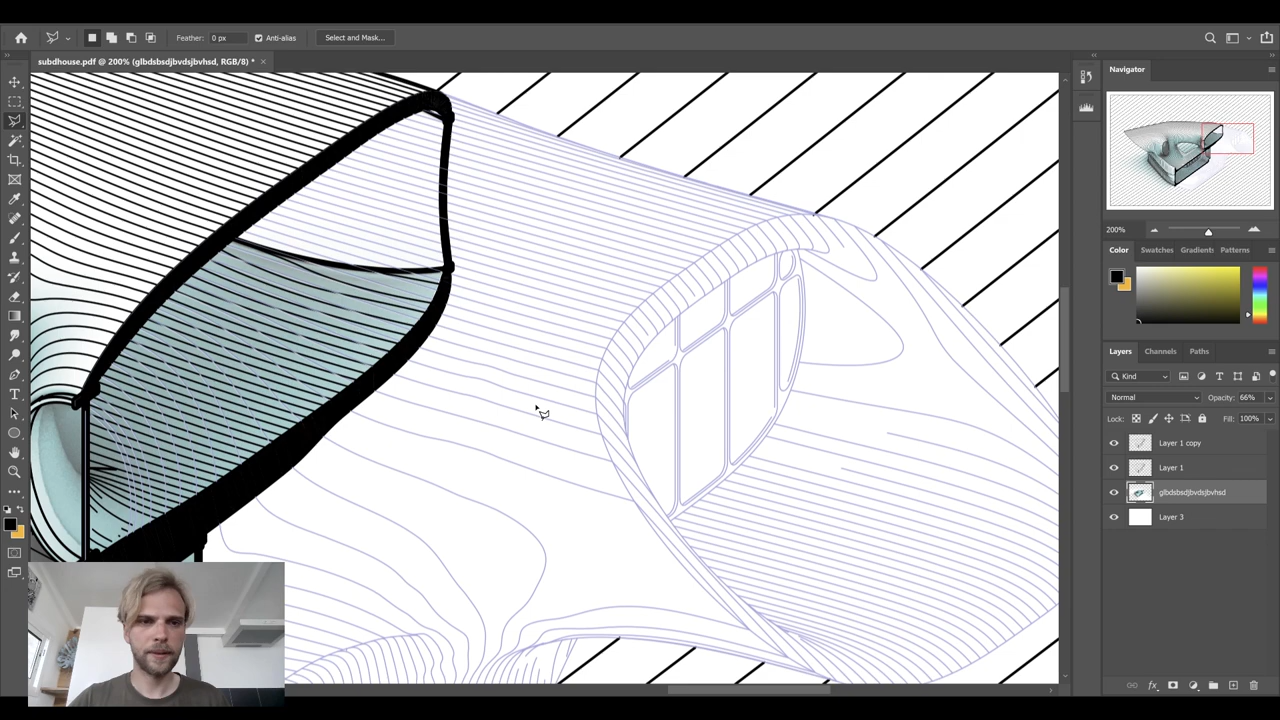 Feather: 0 px Anti-alias Select and Mask...
subdhouse.pdf @ 200% (glbdsbsdjbvdsjbvhsd, RGB/8) *
Navigator
200%
Color Swatches Gradients Patterns
Layers Channels Paths
Kind
Normal Opacity: 66%
Lock: Fill: 100%
Layer 1 copy
Layer 1
glbdsbsdjbvdsjbvhsd
Layer 3